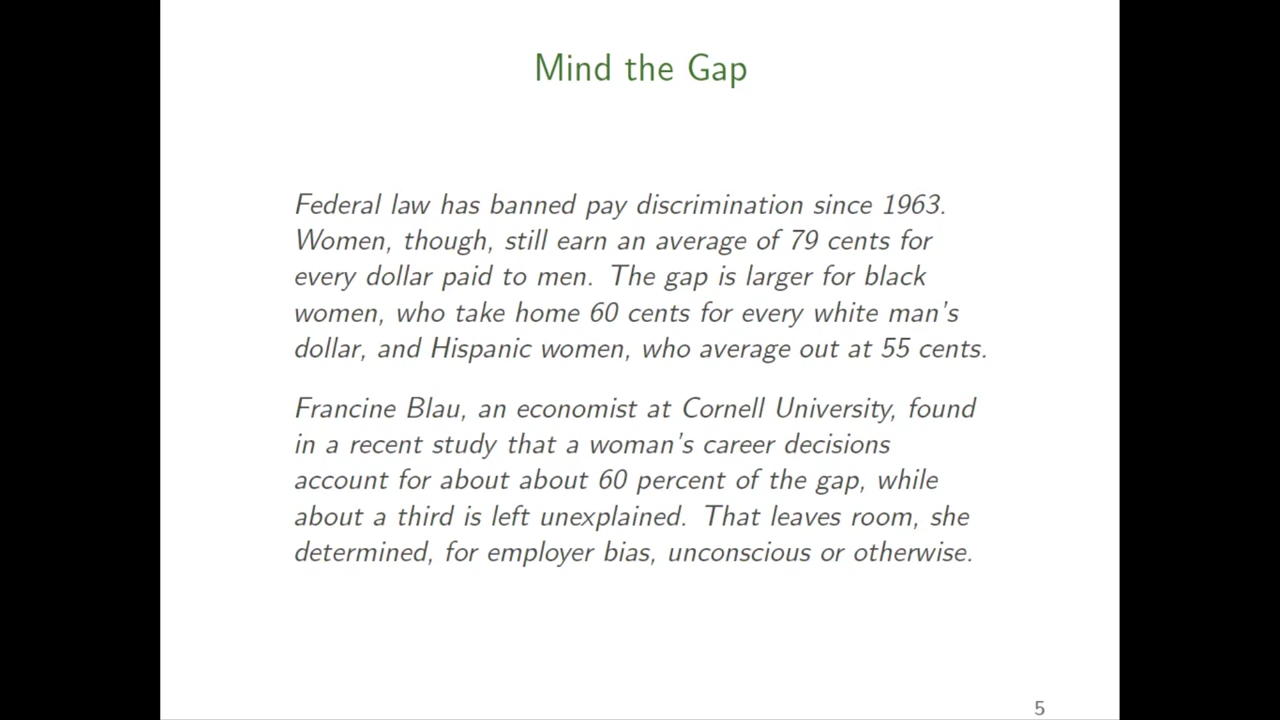 Mind the Gap
Federal law has banned pay discrimination since 1963.
Women, though, still earn an average of 79 cents for
every dollar paid to men. The gap is larger for black
women, who take home 60 cents for every white man's
dollar, and Hispanic women, who average out at 55 cents.
Francine Blau, an economist at Cornell University, found
in a recent study that a woman's career decisions
account for about about 60 percent of the gap, while
about a third is left unexplained. That leaves room, she
determined, for employer bias, unconscious or otherwise.
5